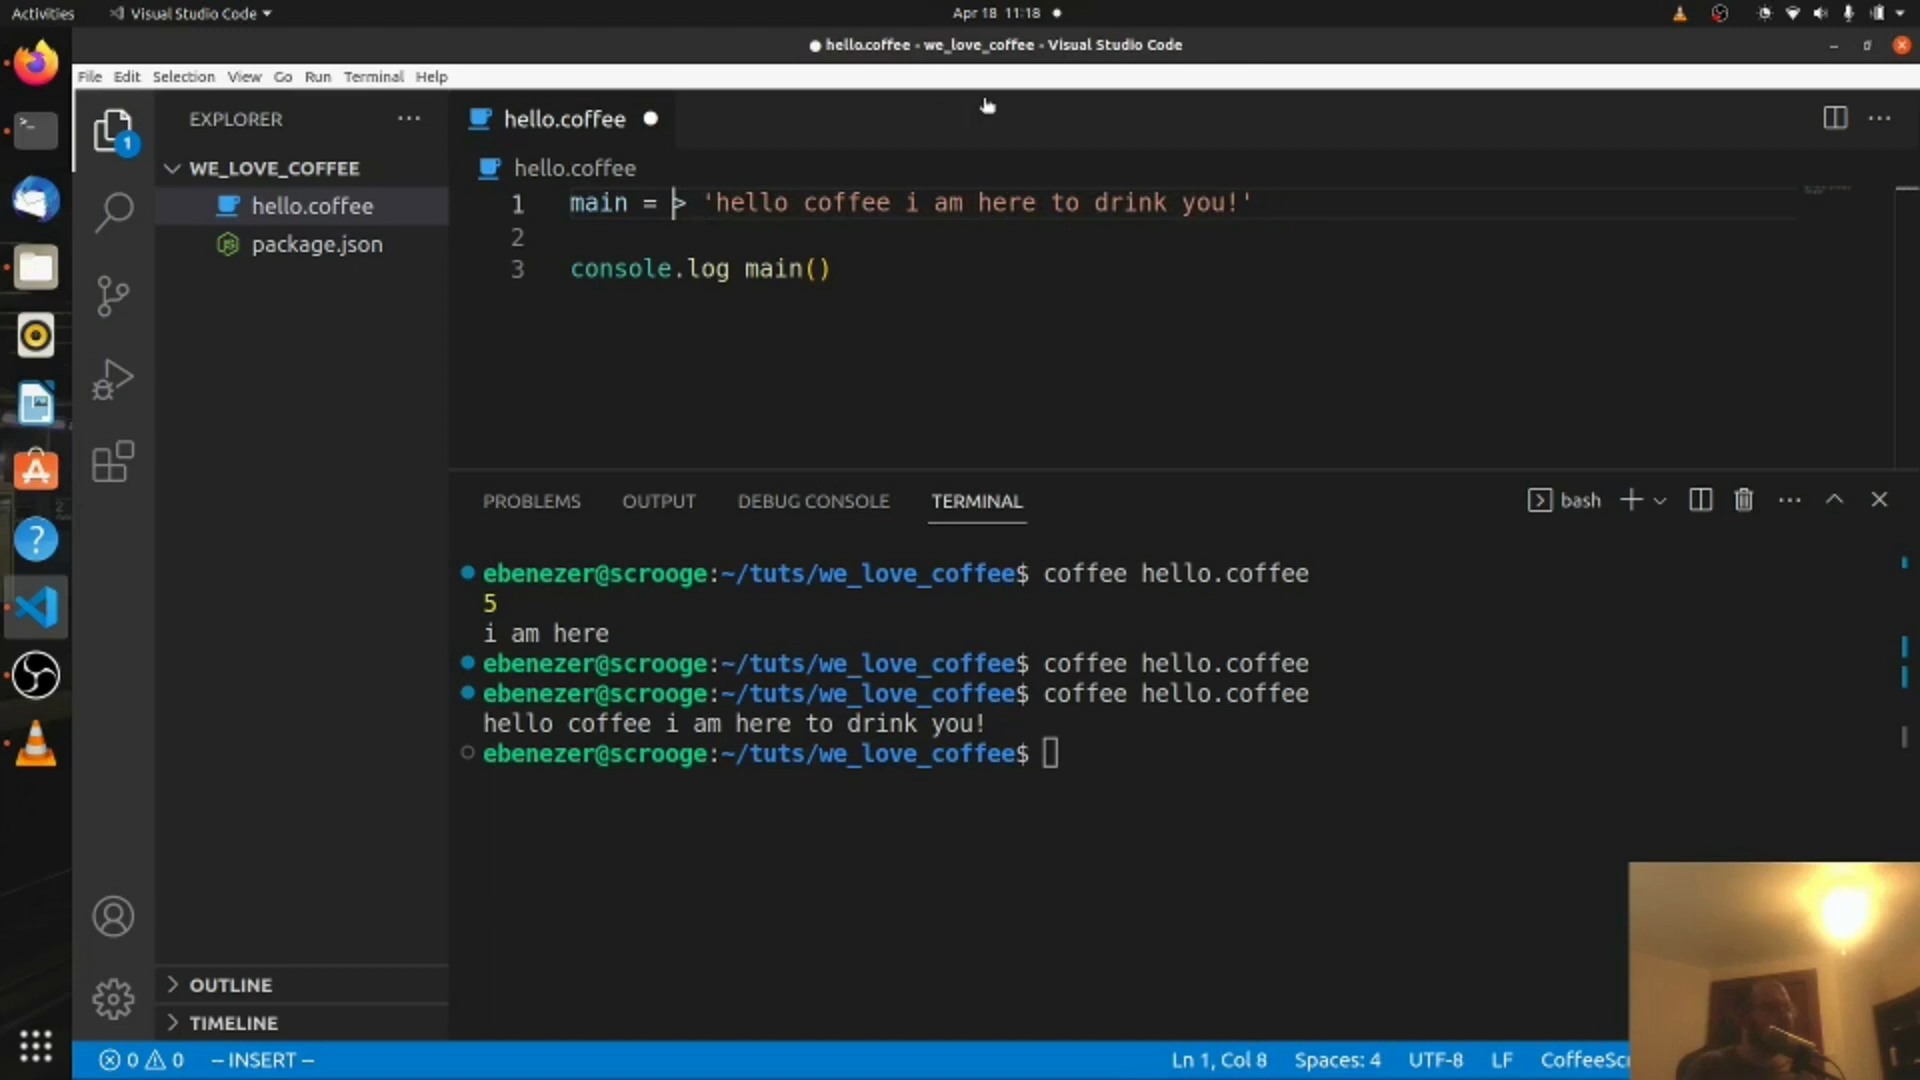 Activities
Visual Studio Code
Apr 18 11:18
hello.coffee - we_love_coffee - Visual Studio Code
File Edit Selection View Go Run Terminal Help
EXPLORER
WE_LOVE_COFFEE
hello.coffee
package.json
1
hello.coffee
hello.coffee
1 main = > 'hello coffee i am here to drink you!'
2
3 console.log main()
PROBLEMS OUTPUT DEBUG CONSOLE TERMINAL
bash
ebenezer@scrooge:~/tuts/we_love_coffee$ coffee hello.coffee
5
i am here
ebenezer@scrooge:~/tuts/we_love_coffee$ coffee hello.coffee
ebenezer@scrooge:~/tuts/we_love_coffee$ coffee hello.coffee
hello coffee i am here to drink you!
ebenezer@scrooge:~/tuts/we_love_coffee$
OUTLINE
TIMELINE
0 0 -- INSERT --
Ln 1, Col 8 Spaces: 4 UTF-8 LF CoffeeScr